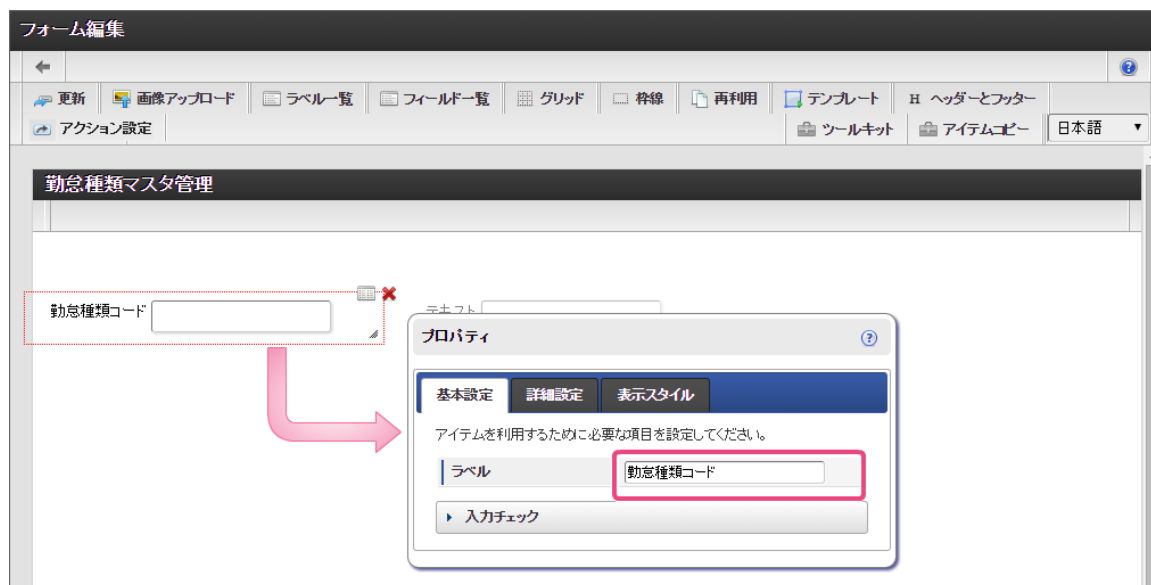 フォーム編集
更新 画像アップロード ラベル一覧 フィールド一覧 グリッド 枠線 再利用 テンプレート H ヘッダーとフッター
アクション設定 ツールキット アイテムコピー 日本語
勤怠種類マスタ管理
勤怠種類コード テキスト
プロパティ
基本設定 詳細設定 表示スタイル
アイテムを利用するために必要な項目を設定してください。
ラベル 勤怠種類コード
入力チェック